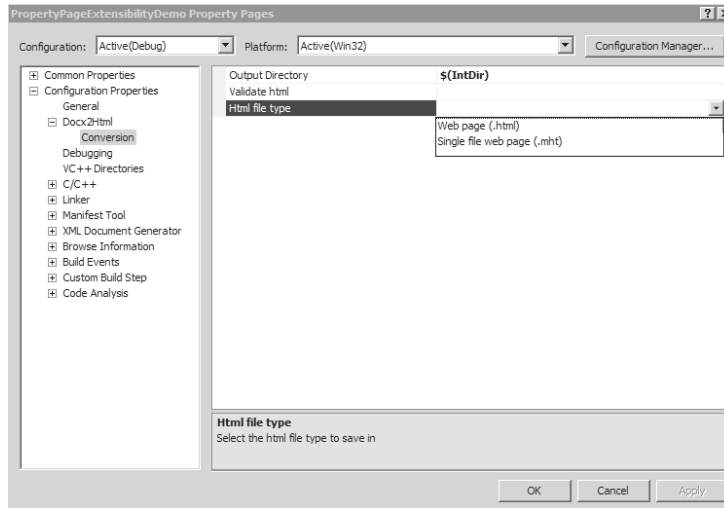 PropertyPageExtensibilityDemo Property Pages
Configuration: Active(Debug) Platform: Active(Win32) Configuration Manager...
Common Properties
Configuration Properties
General
Docx2Html
Conversion
Debugging
VC++ Directories
C/C++
Linker
Manifest Tool
XML Document Generator
Browse Information
Build Events
Custom Build Step
Code Analysis
Output Directory $(IntDir)
Validate html
Html file type
Web page (.html)
Single file web page (.mht)
Html file type
Select the html file type to save in
OK Cancel Apply